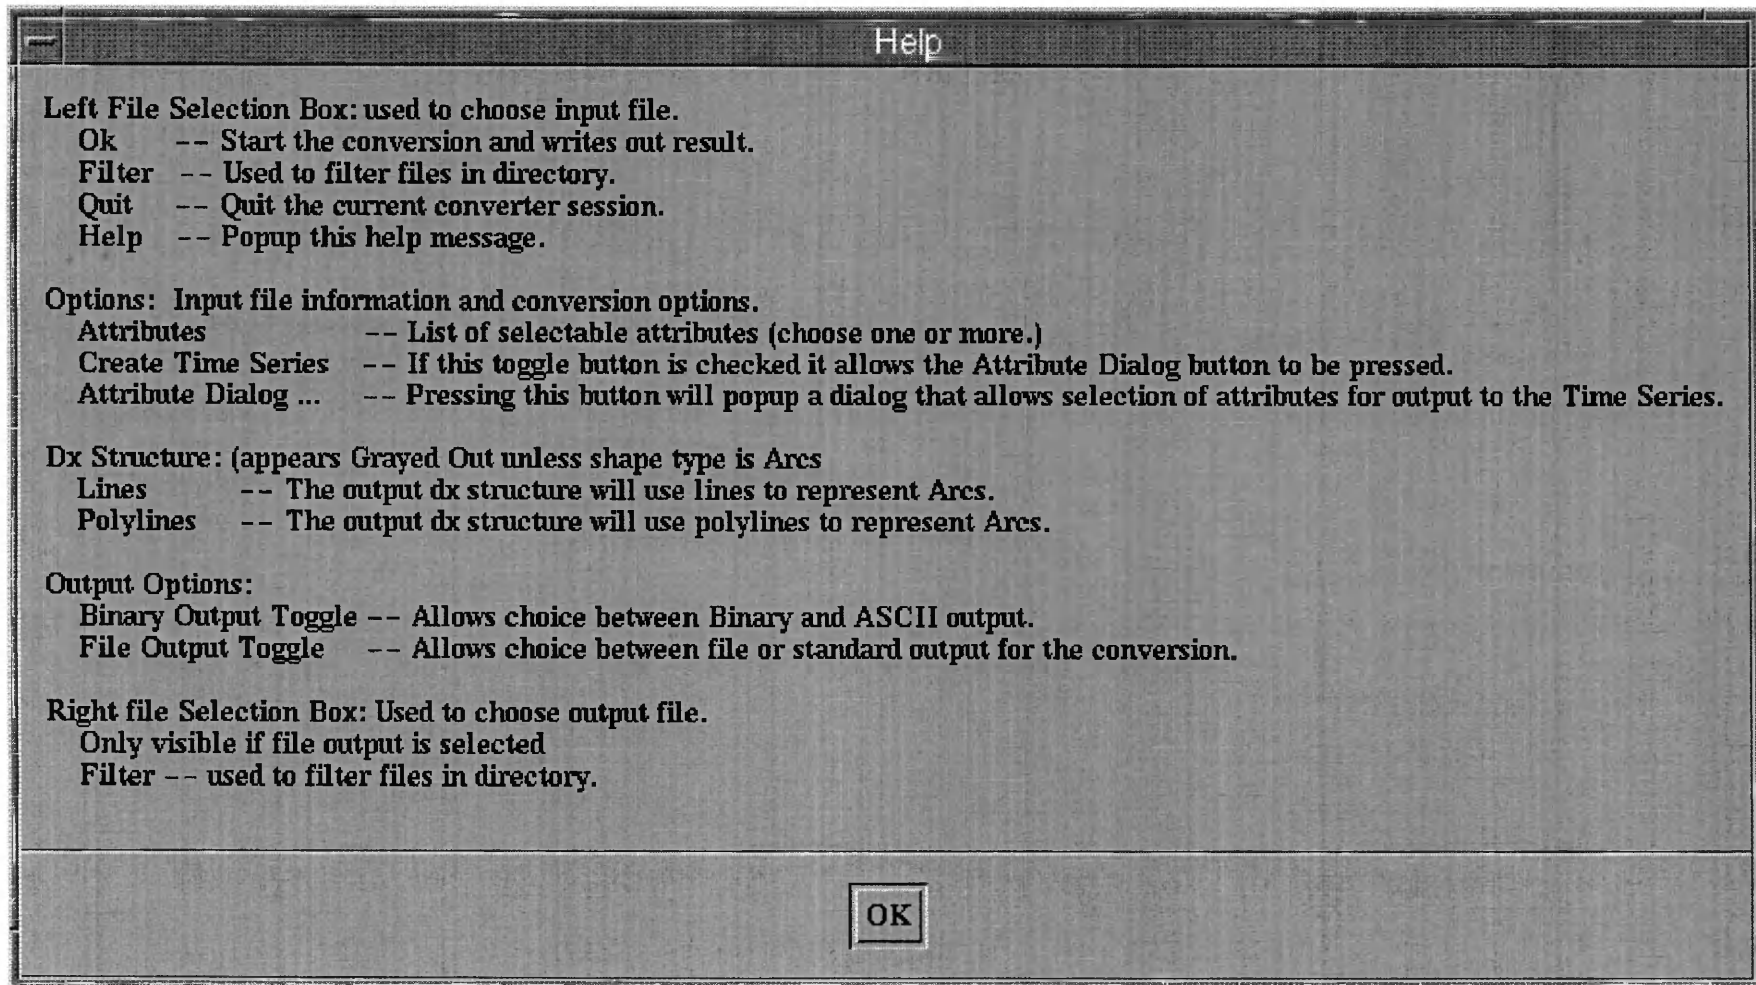 Help
Left File Selection Box: used to choose input file.
Ok -- Start the conversion and writes out result.
Filter -- Used to filter files in directory.
Quit -- Quit the current converter session.
Help -- Popup this help message.
Options: Input file information and conversion options.
Attributes -- List of selectable attributes (choose one or more.)
Create Time Series -- If this toggle button is checked it allows the Attribute Dialog button to be pressed.
Attribute Dialog ... -- Pressing this button will popup a dialog that allows selection of attributes for output to the Time Series.
Dx Structure: (appears Grayed Out unless shape type is Arcs
Lines -- The output dx structure will use lines to represent Arcs.
Polylines -- The output dx structure will use polylines to represent Arcs.
Output Options:
Binary Output Toggle -- Allows choice between Binary and ASCII output.
File Output Toggle -- Allows choice between file or standard output for the conversion.
Right file Selection Box: Used to choose output file.
Only visible if file output is selected
Filter -- used to filter files in directory.
OK